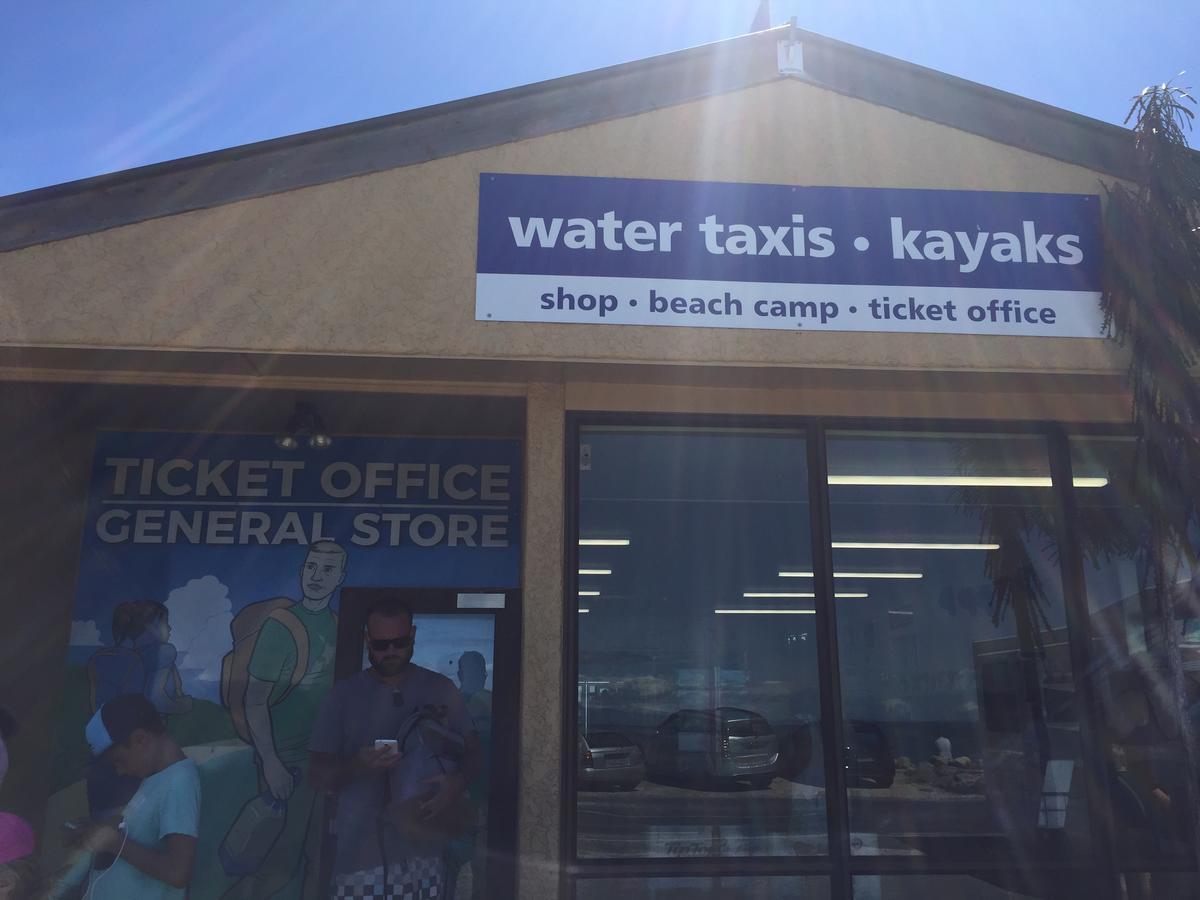 water taxis • kayaks
shop • beach camp • ticket office
TICKET OFFICE
GENERAL STORE